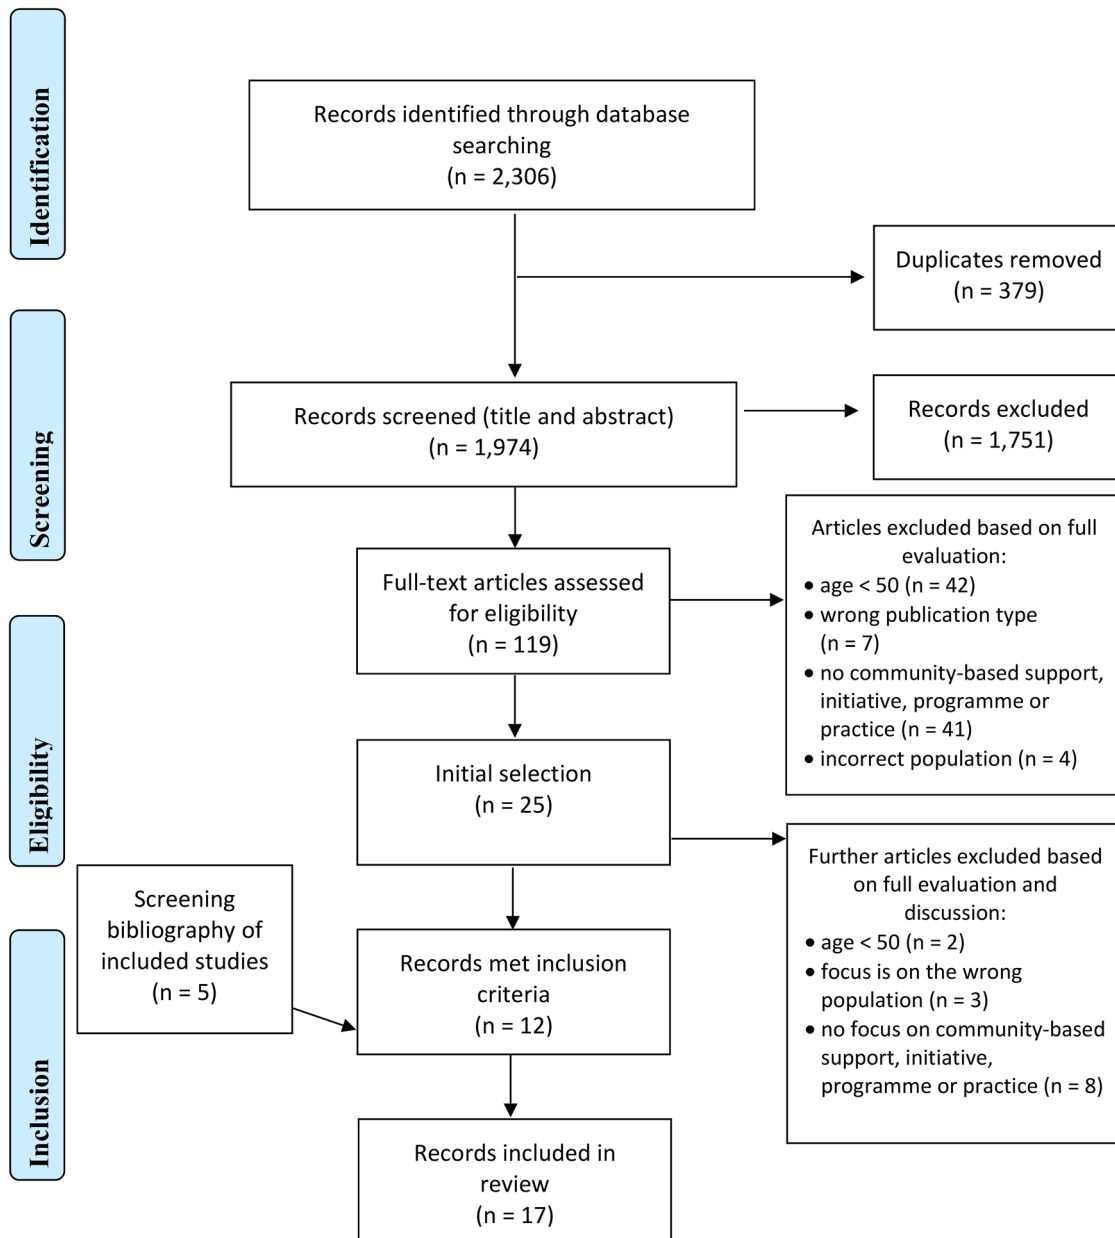 Identification
Records identified through database
searching
(n = 2,306)
Duplicates removed
(n = 379)
Screening
Records screened (title and abstract)
(n = 1,974)
Records excluded
(n = 1,751)
Full-text articles assessed
for eligibility
(n = 119)
Articles excluded based on full
evaluation:
• age < 50 (n = 42)
• wrong publication type
(n = 7)
• no community-based support,
initiative, programme or
practice (n = 41)
• incorrect population (n = 4)
Eligibility
Initial selection
(n = 25)
Further articles excluded based
on full evaluation and
discussion:
• age < 50 (n = 2)
• focus is on the wrong
population (n = 3)
• no focus on community-based
support, initiative,
programme or practice (n = 8)
Screening
bibliography of
included studies
(n = 5)
Inclusion
Records met inclusion
criteria
(n = 12)
Records included in
review
(n = 17)